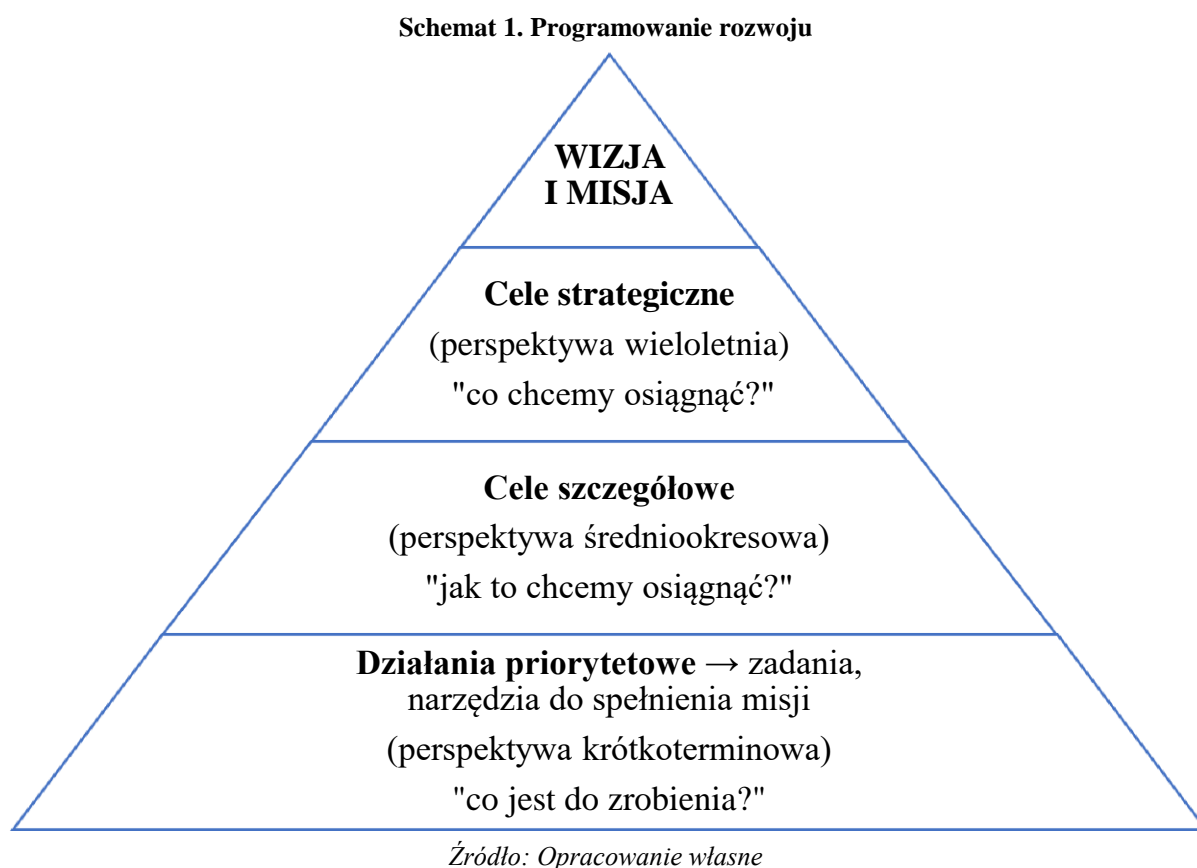 Schemat 1. Programowanie rozwoju
WIZJA
I MISJA
Cele strategiczne
(perspektywa wieloletnia)
"co chcemy osiągnąć?"
Cele szczegółowe
(perspektywa średniookresowa)
"jak to chcemy osiągnąć?"
Działania priorytetowe → zadania,
narzędzia do spełnienia misji
(perspektywa krótkoterminowa)
"co jest do zrobienia?"
Źródło: Opracowanie własne